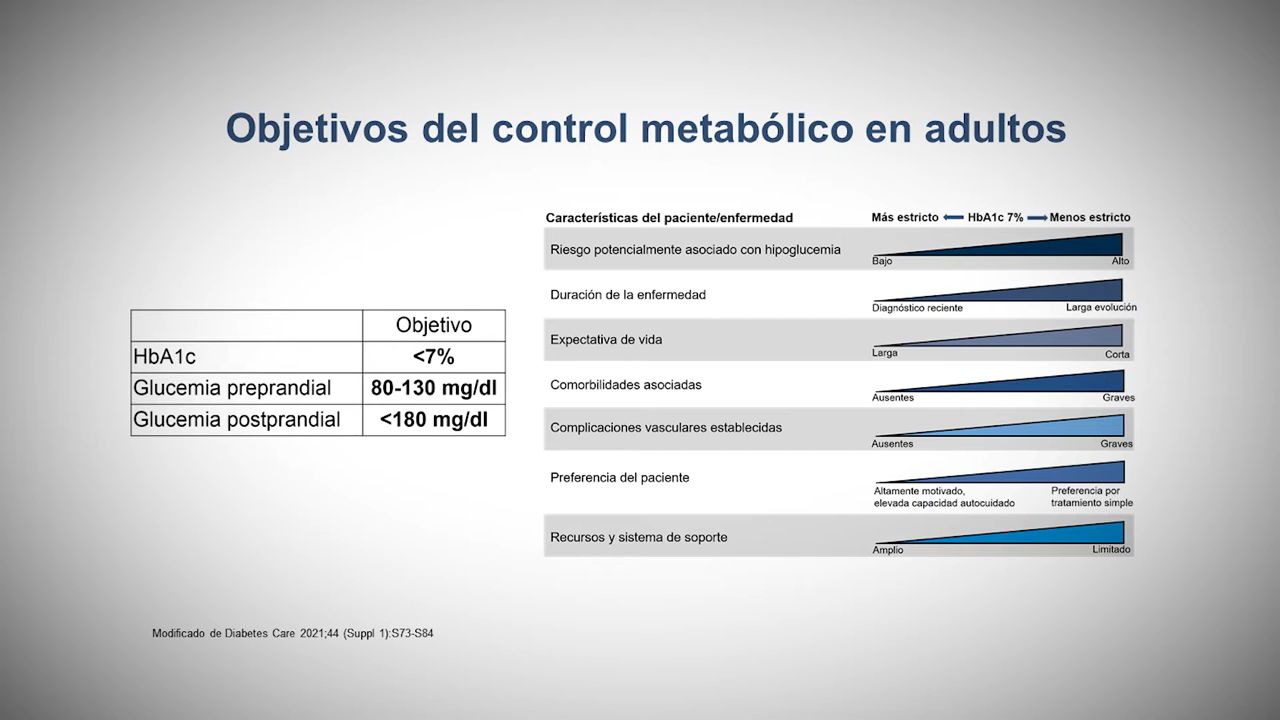 Objetivos del control metabólico en adultos
Objetivo
HbA1c <7%
Glucemia preprandial 80-130 mg/dl
Glucemia postprandial <180 mg/dl
Características del paciente/enfermedad Más estricto HbA1c 7% Menos estricto
Riesgo potencialmente asociado con hipoglucemia
Bajo Alto
Duración de la enfermedad
Diagnóstico reciente Larga evolución
Expectativa de vida
Larga Corta
Comorbilidades asociadas
Ausentes Graves
Complicaciones vasculares establecidas
Ausentes Graves
Preferencia del paciente
Altamente motivado, Preferencia por
elevada capacidad autocuidado tratamiento simple
Recursos y sistema de soporte
Amplio Limitado
Modificado de Diabetes Care 2021;44 (Suppl 1):S73-S84